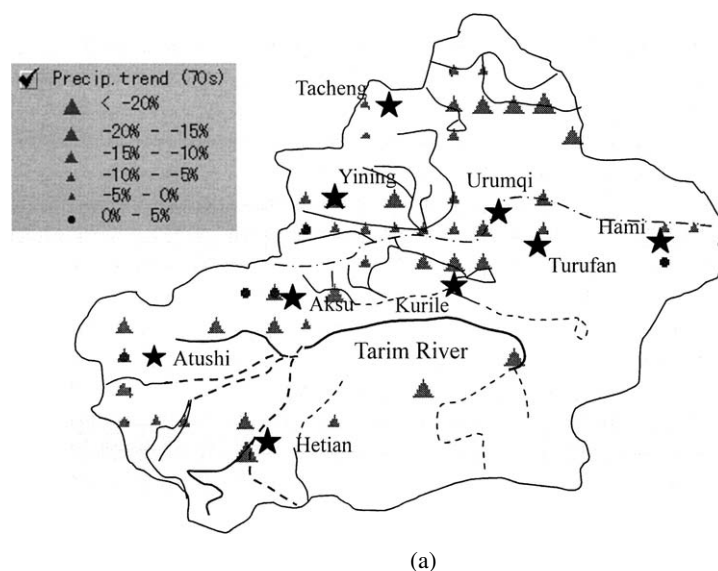 Precip. trend (70s)
< -20%
-20% - -15%
-15% - -10%
-10% - -5%
-5% - 0%
0% - 5%
Tacheng
Yining
Urumqi
Hami
Turufan
Aksu
Kurile
Atushi
Tarim River
Hetian
(a)